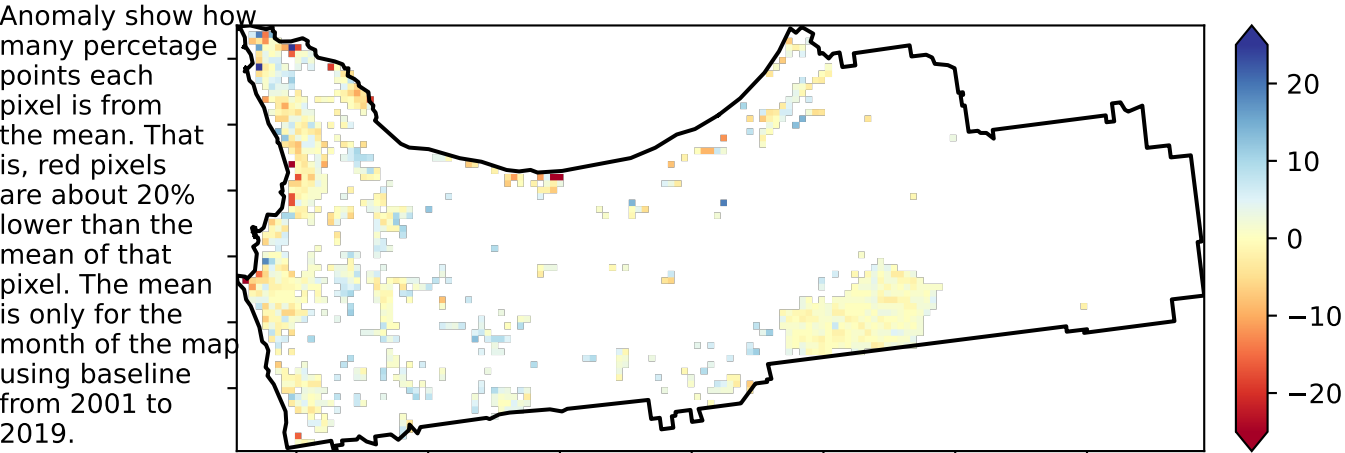 Anomaly show how
many percetage
points each
pixel is from
the mean. That
is, red pixels
are about 20%
lower than the
mean of that
pixel. The mean
is only for the
month of the map
using baseline
from 2001 to
2019.
20
10
0
−10
−20